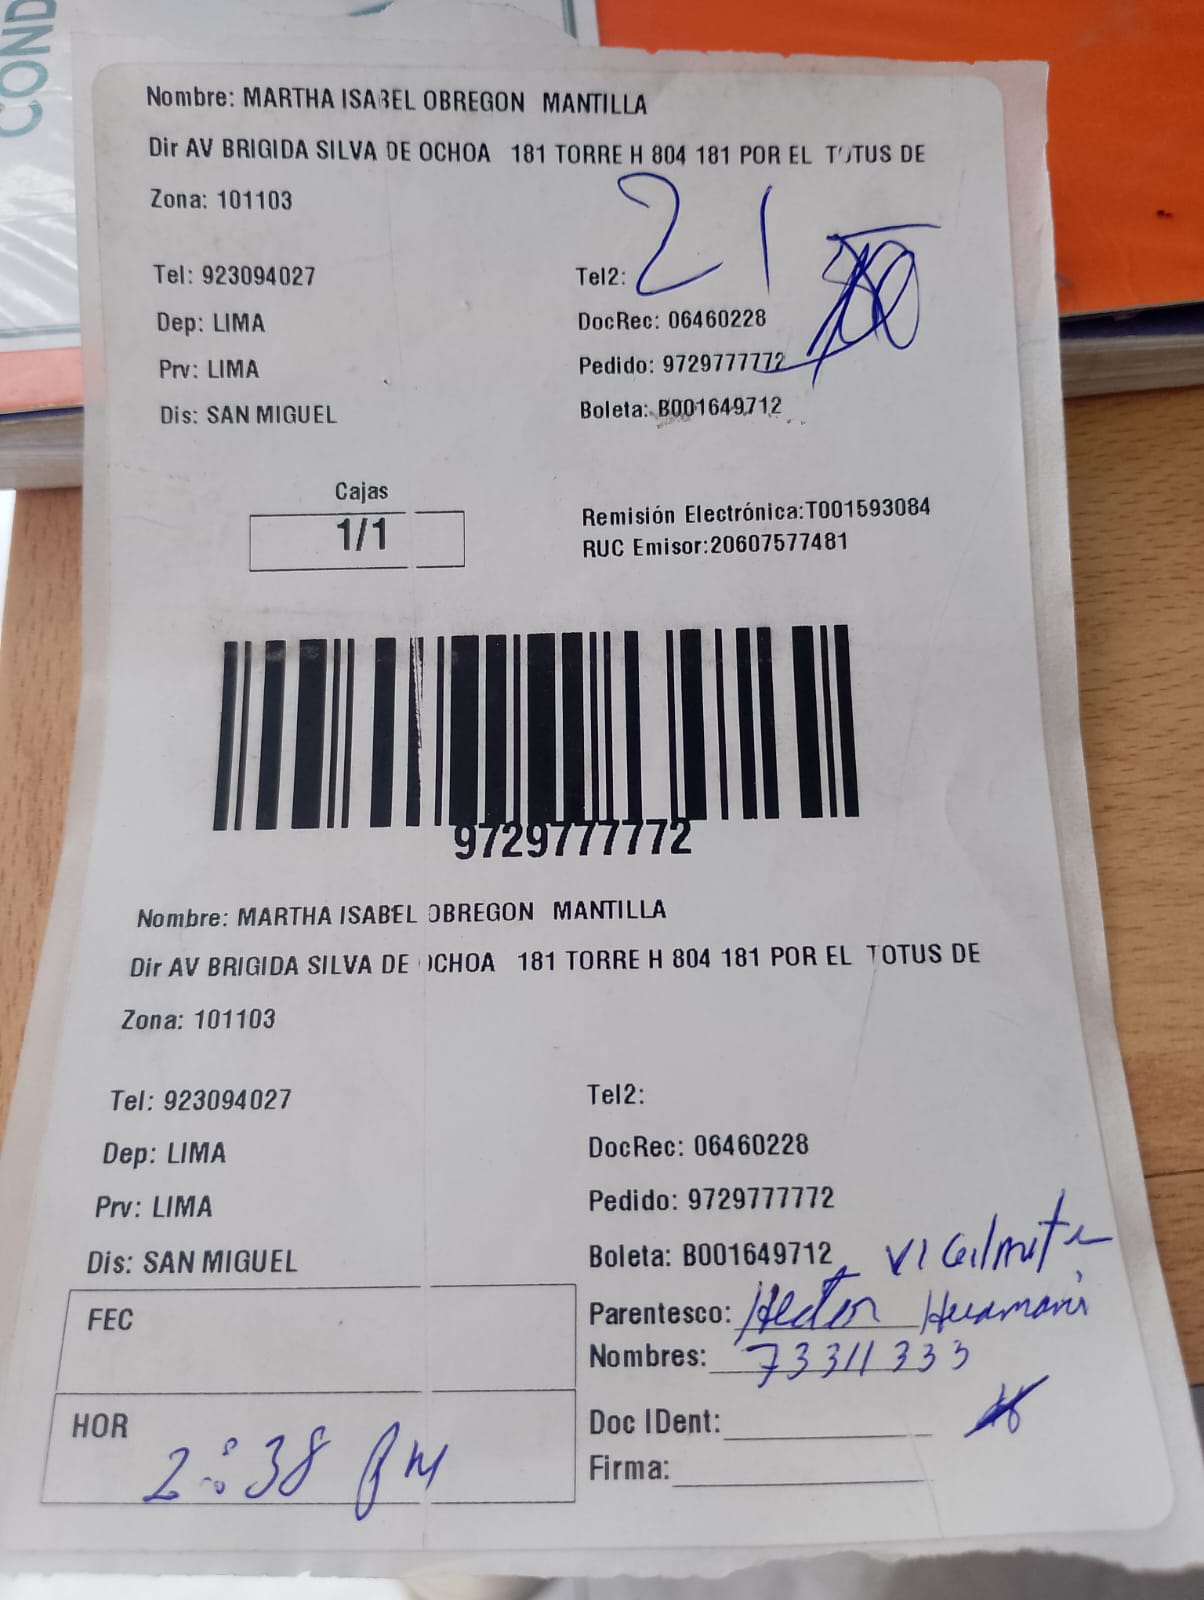 COND
Nombre: MARTHA ISABEL OBREGON MANTILLA
Dir AV BRIGIDA SILVA DE OCHOA 181 TORRE H 804 181 POR EL TOTUS DE
Zona: 101103
21
Tel: 923094027 Tel2:
Dep: LIMA DocRec: 06460228
Prv: LIMA Pedido: 9729777772
Dis: SAN MIGUEL Boleta: B001649712
Cajas
1/1
Remisión Electrónica:T001593084
RUC Emisor:20607577481
9729777772
Nombre: MARTHA ISABEL OBREGON MANTILLA
Dir AV BRIGIDA SILVA DE OCHOA 181 TORRE H 804 181 POR EL TOTUS DE
Zona: 101103
Tel: 923094027 Tel2:
Dep: LIMA DocRec: 06460228
Prv: LIMA Pedido: 9729777772
Dis: SAN MIGUEL Boleta: B001649712
FEC Parentesco: Hector Huamani
Nombres: 73311333
HOR Doc IDent:
2:38 pm Firma: